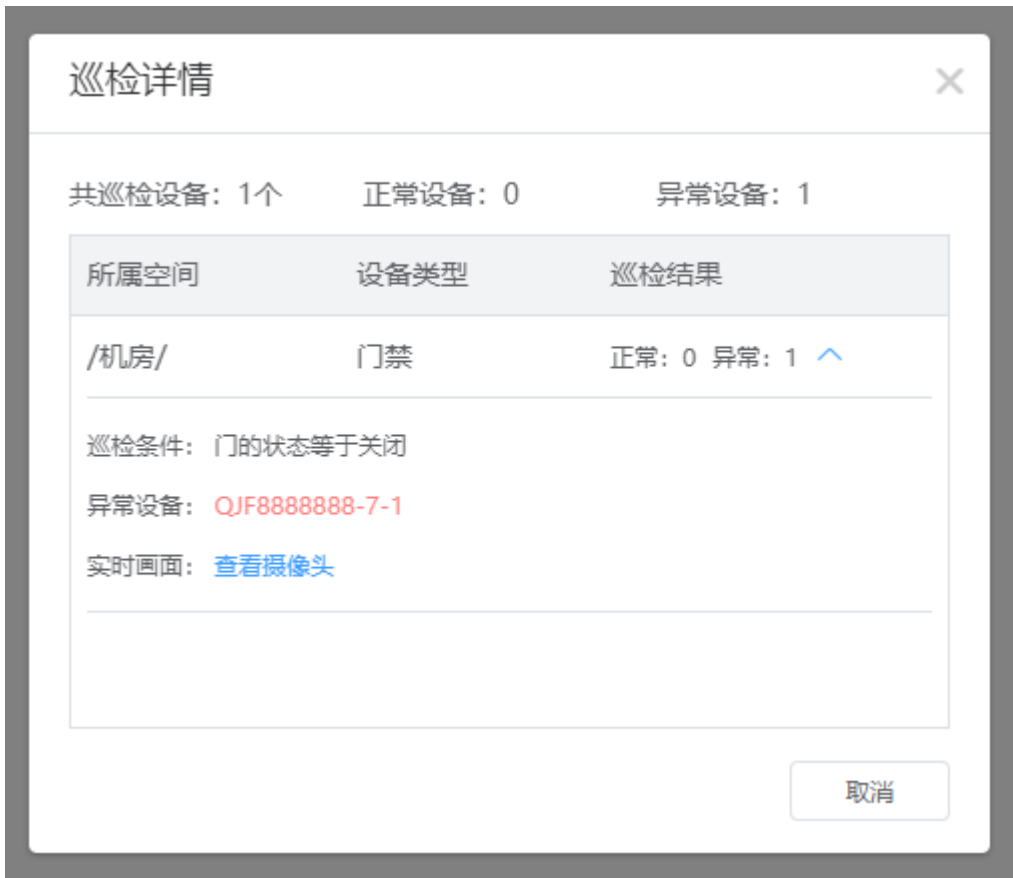 巡检详情
共巡检设备：1个 正常设备：0 异常设备：1
所属空间 设备类型 巡检结果
/机房/ 门禁 正常：0 异常：1
巡检条件： 门的状态等于关闭
异常设备： QJF8888888-7-1
实时画面： 查看摄像头
取消